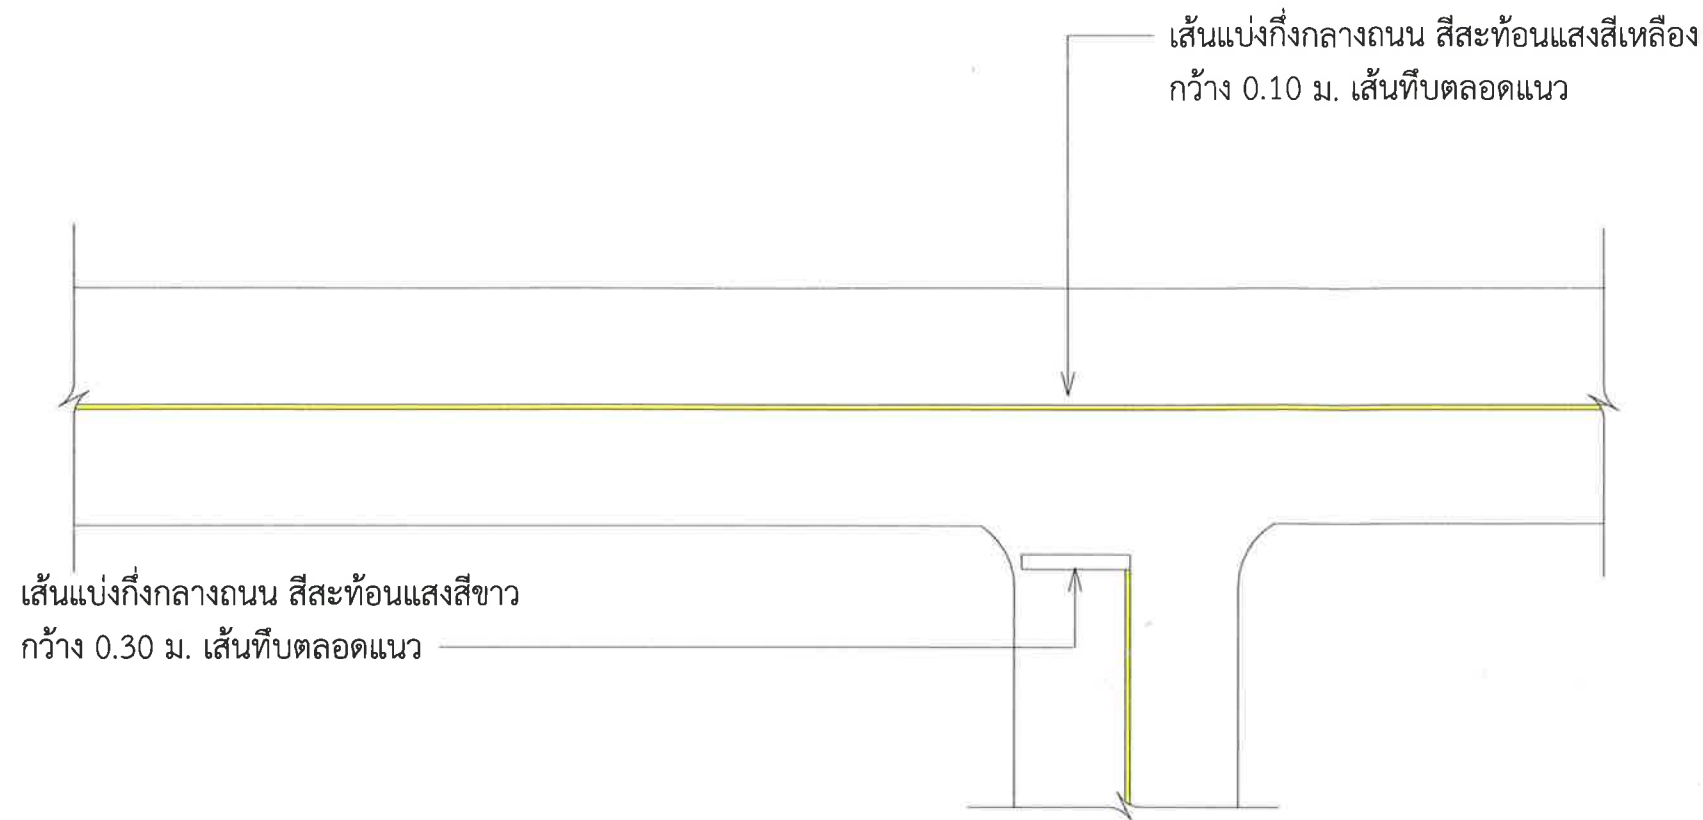 เส้นแบ่งกึ่งกลางถนน สีสะท้อนแสงสีเหลือง
กว้าง 0.10 ม. เส้นทึบตลอดแนว
เส้นแบ่งกึ่งกลางถนน สีสะท้อนแสงสีขาว
กว้าง 0.30 ม. เส้นทึบตลอดแนว